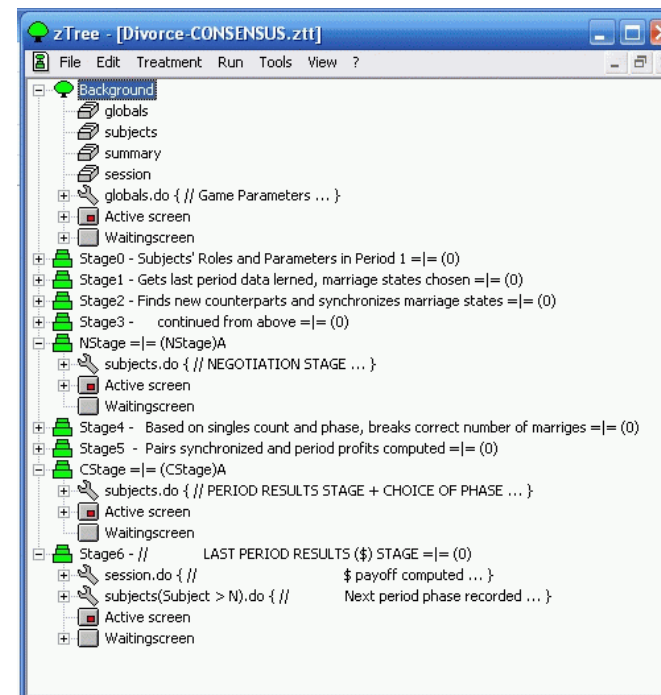 zTree - [Divorce-CONSENSUS.ztt]
File Edit Treatment Run Tools View ?
Background
globals
subjects
summary
session
globals.do { // Game Parameters ... }
Active screen
Waitingscreen
Stage0 - Subjects' Roles and Parameters in Period 1 =|= (0)
Stage1 - Gets last period data lerned, marriage states chosen =|= (0)
Stage2 - Finds new counterparts and synchronizes marriage states =|= (0)
Stage3 - continued from above =|= (0)
NStage =|= (NStage)A
subjects.do { // NEGOTIATION STAGE ... }
Active screen
Waitingscreen
Stage4 - Based on singles count and phase, breaks correct number of marriges =|= (0)
Stage5 - Pairs synchronized and period profits computed =|= (0)
CStage =|= (CStage)A
subjects.do { // PERIOD RESULTS STAGE + CHOICE OF PHASE ... }
Active screen
Waitingscreen
Stage6 - // LAST PERIOD RESULTS ($) STAGE =|= (0)
session.do { // $ payoff computed ... }
subjects(Subject > N).do { // Next period phase recorded ... }
Active screen
Waitingscreen